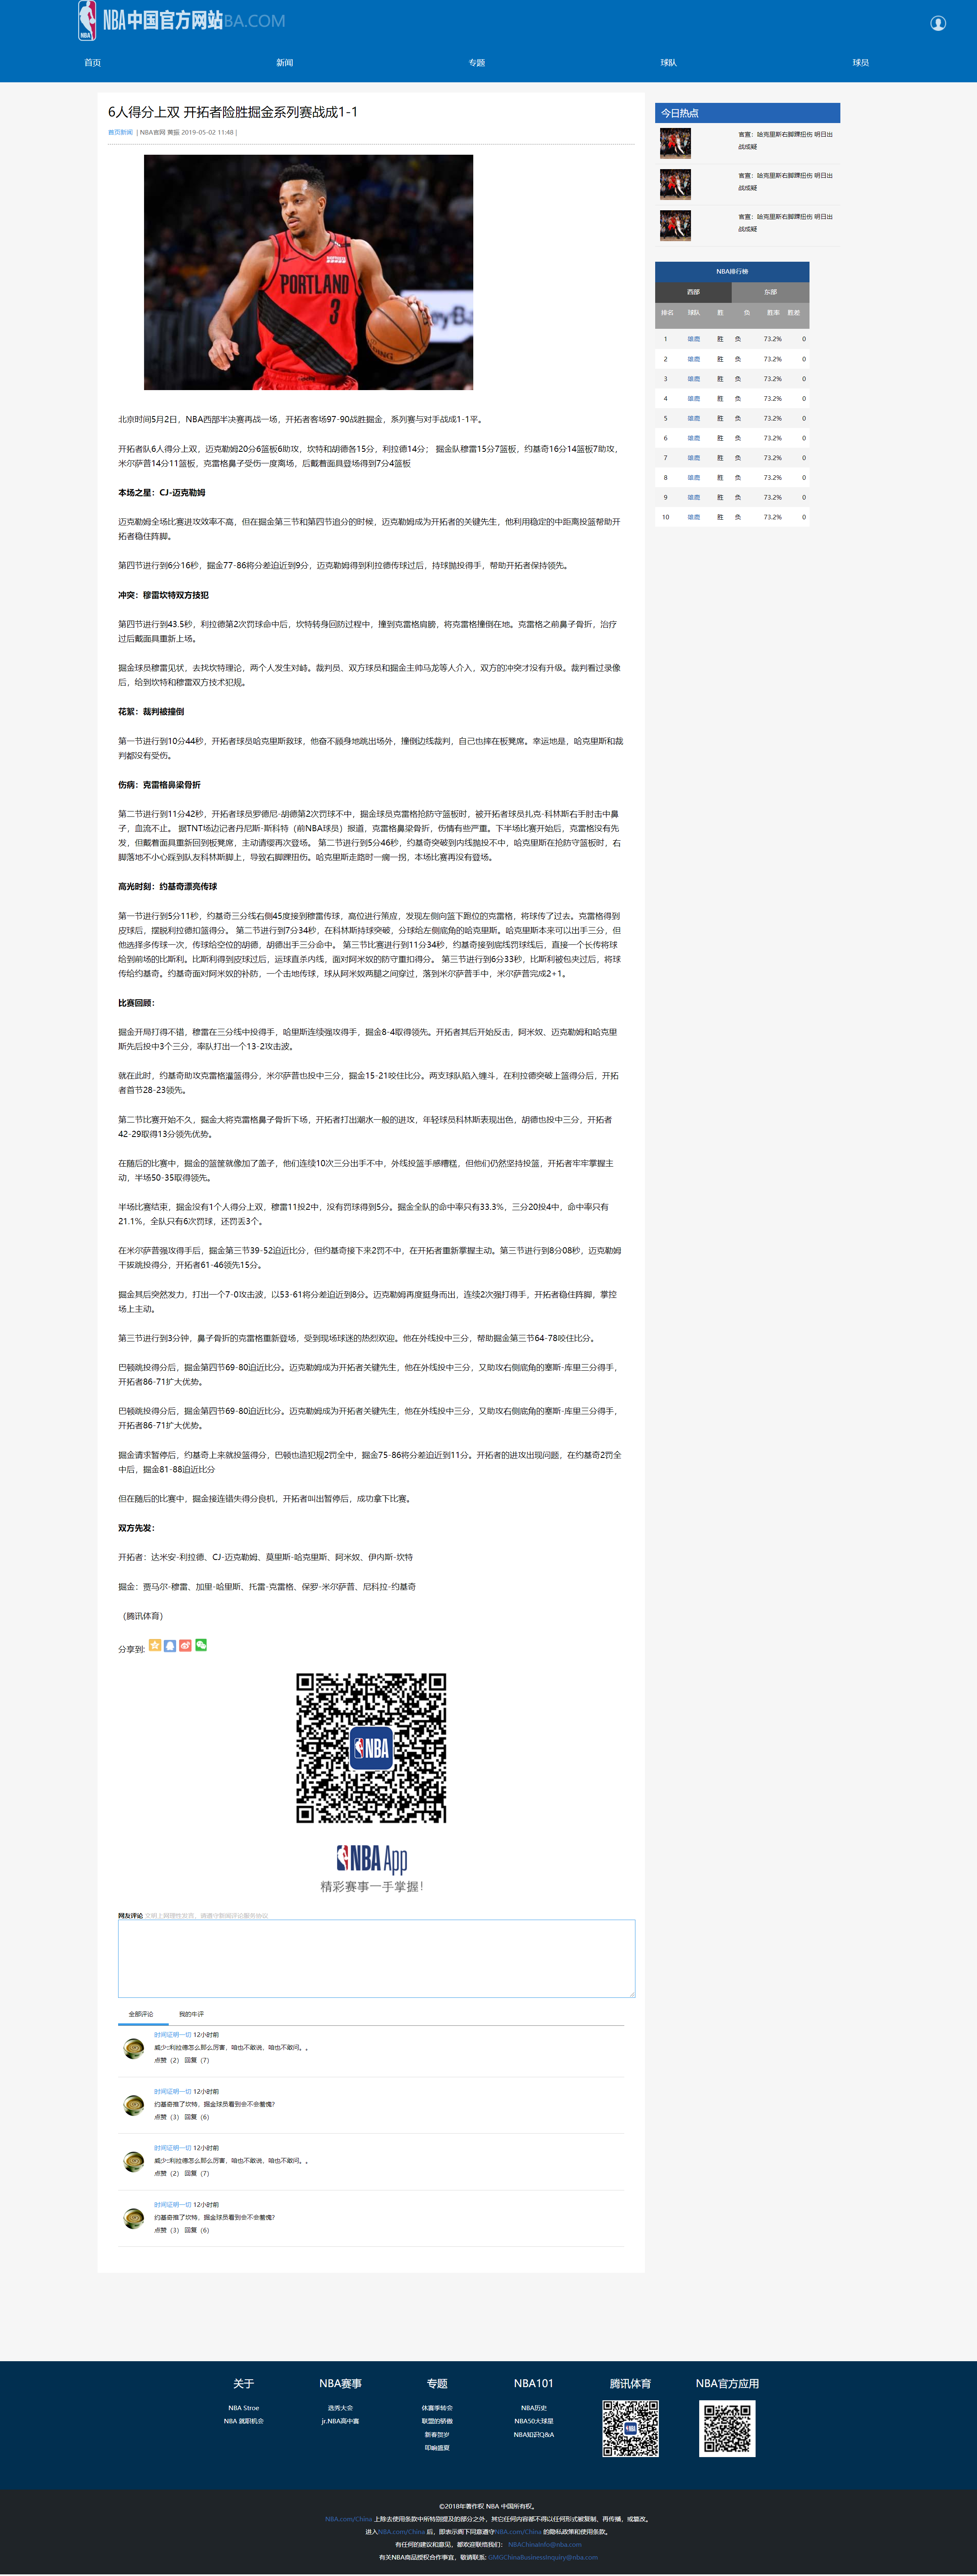 NBA中国官方网站BA.COM
首页 新闻 专题 球队 球员
6人得分上双 开拓者险胜掘金系列赛战成1-1
首页新闻 | NBA官网 黄振 2019-05-02 11:48 |
PORTLAND
3
北京时间5月2日，NBA西部半决赛再战一场，开拓者客场97-90战胜掘金，系列赛与对手战成1-1平。
开拓者队6人得分上双，迈克勒姆20分6篮板6助攻，坎特和胡德各15分，利拉德14分； 掘金队穆雷15分7篮板，约基奇16分14篮板7助攻，
米尔萨普14分11篮板，克雷格鼻子受伤一度离场，后戴着面具登场得到7分4篮板
本场之星：CJ-迈克勒姆
迈克勒姆全场比赛进攻效率不高，但在掘金第三节和第四节追分的时候，迈克勒姆成为开拓者的关键先生，他利用稳定的中距离投篮帮助开
拓者稳住阵脚。
第四节进行到6分16秒，掘金77-86将分差迫近到9分，迈克勒姆得到利拉德传球过后，持球抛投得手，帮助开拓者保持领先。
冲突：穆雷坎特双方技犯
第四节进行到43.5秒，利拉德第2次罚球命中后，坎特转身回防过程中，撞到克雷格肩膀，将克雷格撞倒在地。克雷格之前鼻子骨折，治疗
过后戴面具重新上场。
掘金球员穆雷见状，去找坎特理论，两个人发生对峙。裁判员、双方球员和掘金主帅马龙等人介入，双方的冲突才没有升级。裁判看过录像
后，给到坎特和穆雷双方技术犯规。
花絮：裁判被撞倒
第一节进行到10分44秒，开拓者球员哈克里斯救球，他奋不顾身地跳出场外，撞倒边线裁判，自己也摔在板凳席。幸运地是，哈克里斯和裁
判都没有受伤。
伤病：克雷格鼻梁骨折
第二节进行到11分42秒，开拓者球员罗德尼-胡德第2次罚球不中，掘金球员克雷格抢防守篮板时，被开拓者球员扎克-科林斯右手肘击中鼻
子，血流不止。 据TNT场边记者丹尼斯-斯科特（前NBA球员）报道，克雷格鼻梁骨折，伤情有些严重。下半场比赛开始后，克雷格没有先
发，但戴着面具重新回到板凳席，主动请缨再次登场。 第二节进行到5分46秒，约基奇突破到内线抛投不中，哈克里斯在抢防守篮板时，右
脚落地不小心踩到队友科林斯脚上，导致右脚踝扭伤。哈克里斯走路时一瘸一拐，本场比赛再没有登场。
高光时刻：约基奇漂亮传球
第一节进行到5分11秒，约基奇三分线右侧45度接到穆雷传球，高位进行策应，发现左侧向篮下跑位的克雷格，将球传了过去。克雷格得到
皮球后，摆脱利拉德扣篮得分。 第二节进行到7分34秒，在科林斯持球突破，分球给左侧底角的哈克里斯。哈克里斯本来可以出手三分，但
他选择多传球一次，传球给空位的胡德，胡德出手三分命中。 第三节比赛进行到11分34秒，约基奇接到底线罚球线后，直接一个长传将球
给到前场的比斯利。比斯利得到皮球过后，运球直杀内线，面对阿米奴的防守重扣得分。 第三节进行到6分33秒，比斯利被包夹过后，将球
传给约基奇。约基奇面对阿米奴的补防，一个击地传球，球从阿米奴两腿之间穿过，落到米尔萨普手中，米尔萨普完成2+1。
比赛回顾：
掘金开局打得不错，穆雷在三分线中投得手，哈里斯连续强攻得手，掘金8-4取得领先。开拓者其后开始反击，阿米奴、迈克勒姆和哈克里
斯先后投中3个三分，率队打出一个13-2攻击波。
就在此时，约基奇助攻克雷格灌篮得分，米尔萨普也投中三分，掘金15-21咬住比分。两支球队陷入缠斗，在利拉德突破上篮得分后，开拓
者首节28-23领先。
第二节比赛开始不久，掘金大将克雷格鼻子骨折下场，开拓者打出潮水一般的进攻，年轻球员科林斯表现出色，胡德也投中三分，开拓者
42-29取得13分领先优势。
在随后的比赛中，掘金的篮筐就像加了盖子，他们连续10次三分出手不中，外线投篮手感糟糕，但他们仍然坚持投篮，开拓者牢牢掌握主
动，半场50-35取得领先。
半场比赛结束，掘金没有1个人得分上双，穆雷11投2中，没有罚球得到5分。掘金全队的命中率只有33.3%，三分20投4中，命中率只有
21.1%，全队只有6次罚球，还罚丢3个。
在米尔萨普强攻得手后，掘金第三节39-52迫近比分，但约基奇接下来2罚不中，在开拓者重新掌握主动。第三节进行到8分08秒，迈克勒姆
干拔跳投得分，开拓者61-46领先15分。
掘金其后突然发力，打出一个7-0攻击波，以53-61将分差迫近到8分。迈克勒姆再度挺身而出，连续2次强打得手，开拓者稳住阵脚，掌控
场上主动。
第三节进行到3分钟，鼻子骨折的克雷格重新登场，受到现场球迷的热烈欢迎。他在外线投中三分，帮助掘金第三节64-78咬住比分。
巴顿跳投得分后，掘金第四节69-80迫近比分。迈克勒姆成为开拓者关键先生，他在外线投中三分，又助攻右侧底角的塞斯-库里三分得手，
开拓者86-71扩大优势。
巴顿跳投得分后，掘金第四节69-80迫近比分。迈克勒姆成为开拓者关键先生，他在外线投中三分，又助攻右侧底角的塞斯-库里三分得手，
开拓者86-71扩大优势。
掘金请求暂停后，约基奇上来就投篮得分，巴顿也造犯规2罚全中，掘金75-86将分差迫近到11分。开拓者的进攻出现问题，在约基奇2罚全
中后，掘金81-88迫近比分
但在随后的比赛中，掘金接连错失得分良机，开拓者叫出暂停后，成功拿下比赛。
双方先发：
开拓者：达米安-利拉德、CJ-迈克勒姆、莫里斯-哈克里斯、阿米奴、伊内斯-坎特
掘金：贾马尔-穆雷、加里-哈里斯、托雷-克雷格、保罗-米尔萨普、尼科拉-约基奇
（腾讯体育）
分享到:
NBA
NBA App
精彩赛事一手掌握！
网友评论 文明上网理性发言，请遵守新闻评论服务协议
全部评论 我的牛评
时间证明一切 12小时前
威少:利拉德怎么那么厉害，咱也不敢说，咱也不敢问。。
点赞（2） 回复（7）
时间证明一切 12小时前
约基奇推了坎特，掘金球员看到会不会羞愧?
点赞（3） 回复（6）
时间证明一切 12小时前
威少:利拉德怎么那么厉害，咱也不敢说，咱也不敢问。。
点赞（2） 回复（7）
时间证明一切 12小时前
约基奇推了坎特，掘金球员看到会不会羞愧?
点赞（3） 回复（6）
今日热点
官宣：哈克里斯右脚踝扭伤 明日出
战成疑
官宣：哈克里斯右脚踝扭伤 明日出
战成疑
官宣：哈克里斯右脚踝扭伤 明日出
战成疑
NBA排行榜
西部 东部
排名 球队 胜 负 胜率 胜差
1 雄鹿 胜 负 73.2% 0
2 雄鹿 胜 负 73.2% 0
3 雄鹿 胜 负 73.2% 0
4 雄鹿 胜 负 73.2% 0
5 雄鹿 胜 负 73.2% 0
6 雄鹿 胜 负 73.2% 0
7 雄鹿 胜 负 73.2% 0
8 雄鹿 胜 负 73.2% 0
9 雄鹿 胜 负 73.2% 0
10 雄鹿 胜 负 73.2% 0
关于 NBA赛事 专题 NBA101 腾讯体育 NBA官方应用
NBA Stroe 选秀大会 休赛季转会 NBA历史
NBA 就职机会 jr.NBA高中赛 联盟的骄傲 NBA50大球星
新春贺岁 NBA知识Q&A
叩响盛夏
©2018年著作权 NBA 中国所有权。
NBA.com/China 上除去使用条款中所特别提及的部分之外，其它任何内容都不得以任何形式被复制、再传播，或篡改。
进入NBA.com/China 后，即表示阁下同意遵守NBA.com/China 的隐私政策和使用条款。
有任何的建议和意见，都欢迎联络我们： NBAChinainfo@nba.com
有关NBA商品授权合作事宜，敬请联系: GMGChinaBusinessInquiry@nba.com